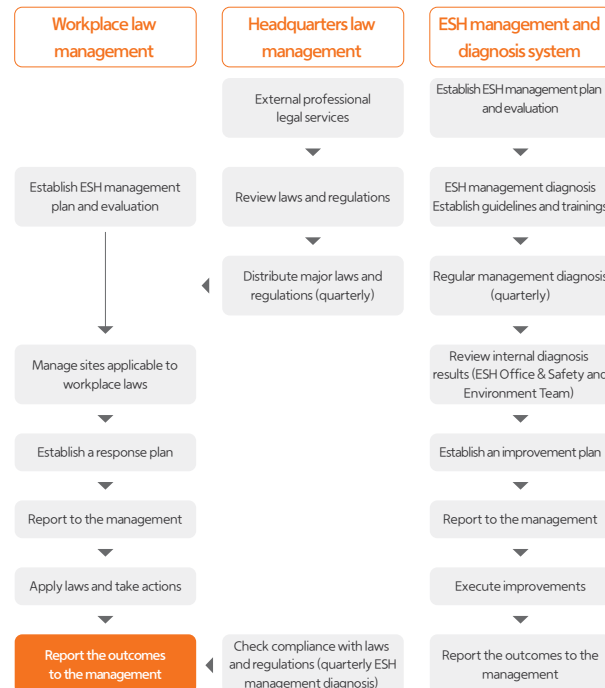 Workplace law
management
Establish ESH management
plan and evaluation
Manage sites applicable to
workplace laws
Establish a response plan
Report to the management
Apply laws and take actions
Report the outcomes
to the management
Headquarters law
management
External professional
legal services
Review laws and regulations
Distribute major laws and
regulations (quarterly)
Check compliance with laws
and regulations (quarterly ESH
management diagnosis)
ESH management and
diagnosis system
Establish ESH management plan
and evaluation
ESH management diagnosis
Establish guidelines and trainings
Regular management diagnosis
(quarterly)
Review internal diagnosis
results (ESH Office & Safety and
Environment Team)
Establish an improvement plan
Report to the management
Execute improvements
Report the outcomes to the
management